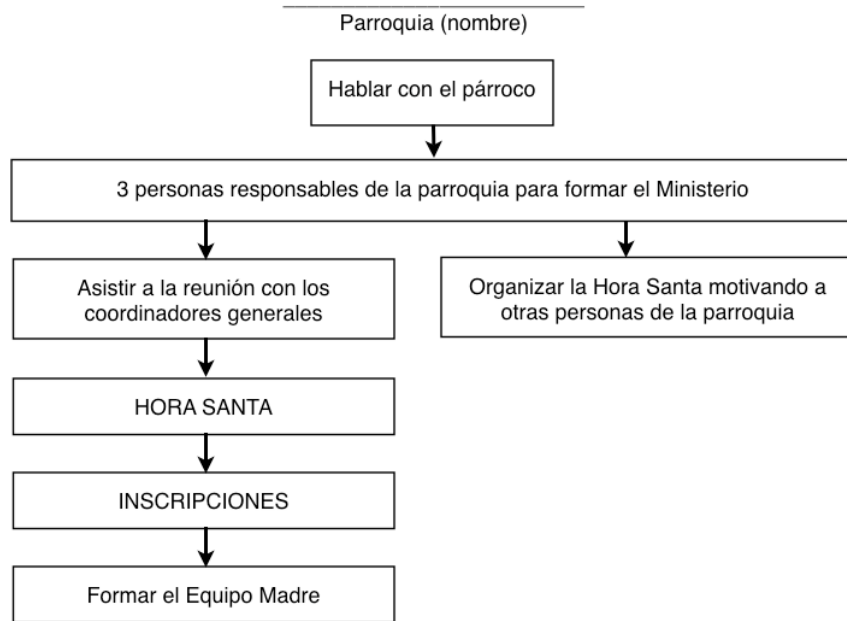 Parroquia (nombre)
Hablar con el párroco
3 personas responsables de la parroquia para formar el Ministerio
Asistir a la reunión con los
coordinadores generales
Organizar la Hora Santa motivando a
otras personas de la parroquia
HORA SANTA
INSCRIPCIONES
Formar el Equipo Madre